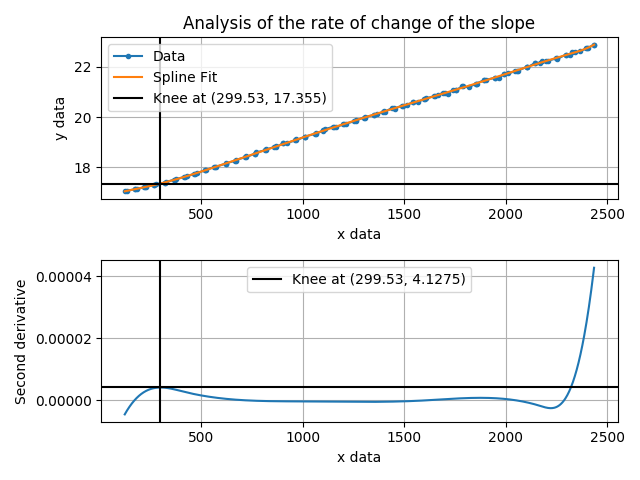 Analysis of the rate of change of the slope
Data
Spline Fit
Knee at (299.53, 17.355)
22
20
18
y data
500 1000 1500 2000 2500
x data
Knee at (299.53, 4.1275)
0.00004
0.00002
0.00000
Second derivative
500 1000 1500 2000 2500
x data